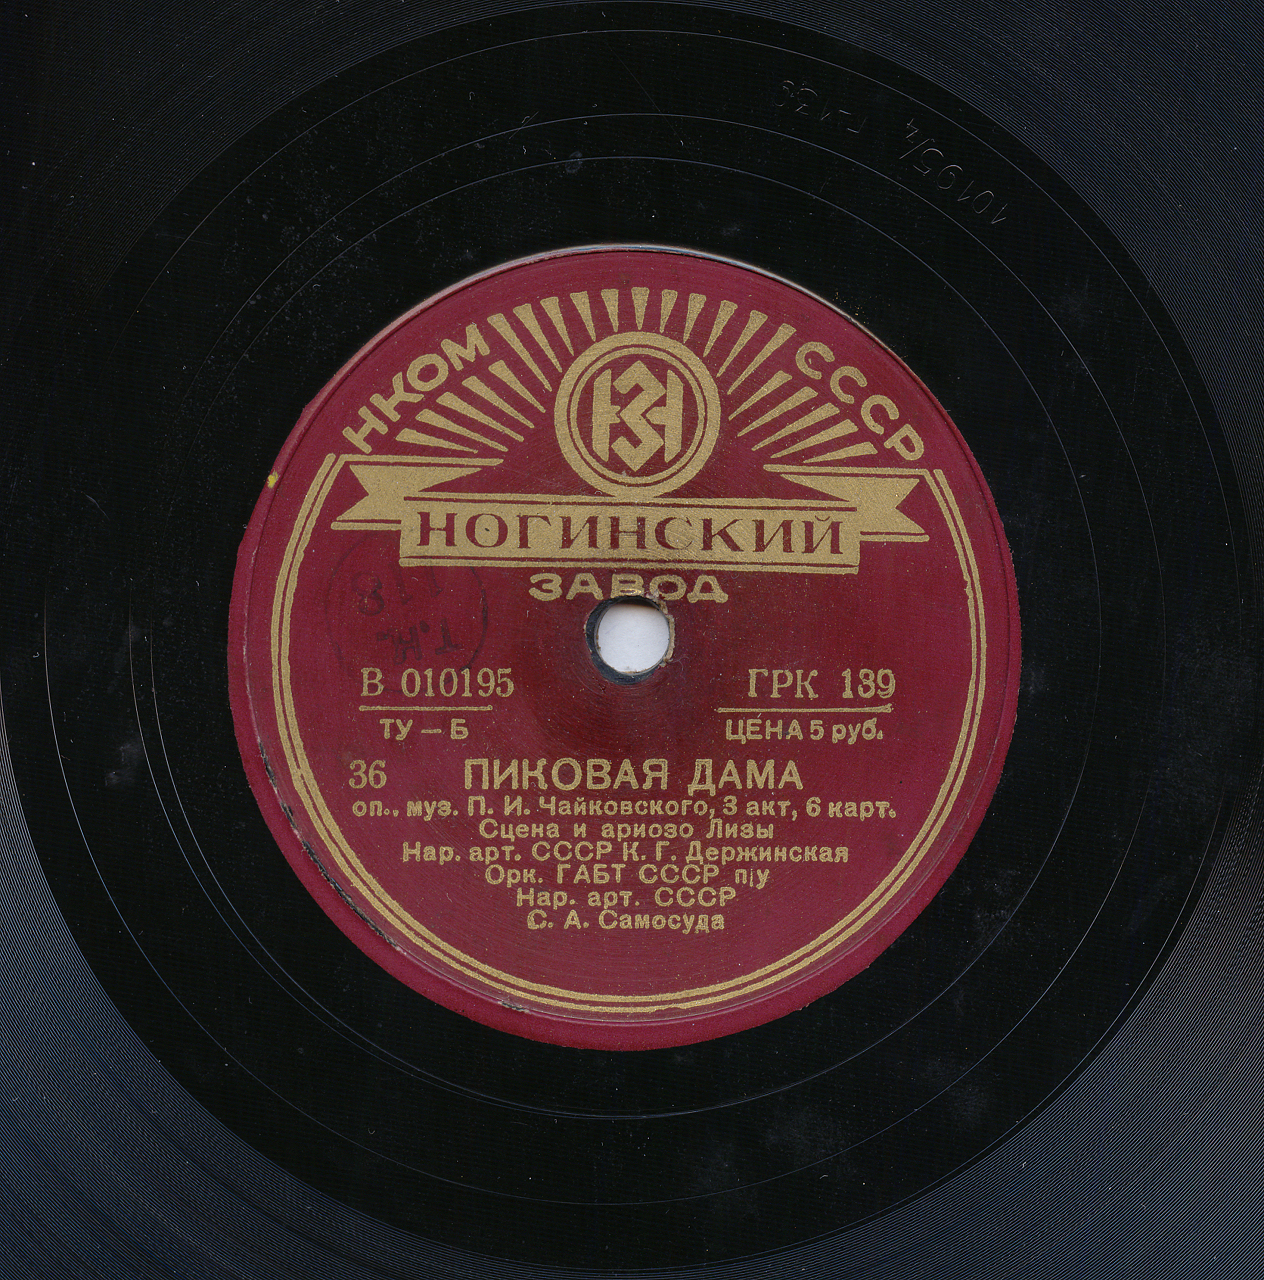 НКОМ СССР
НЗ
НОГИНСКИЙ
ЗАВОД
В 010195 ГРК 139
ТУ — Б ЦЕНА 5 руб.
36 ПИКОВАЯ ДАМА
оп., муз. П. И. Чайковского, 3 акт, 6 карт.
Сцена и ариозо Лизы
Нар. арт. СССР К. Г. Держинская
Орк. ГАБТ СССР п/у
Нар. арт. СССР
С. А. Самосуда